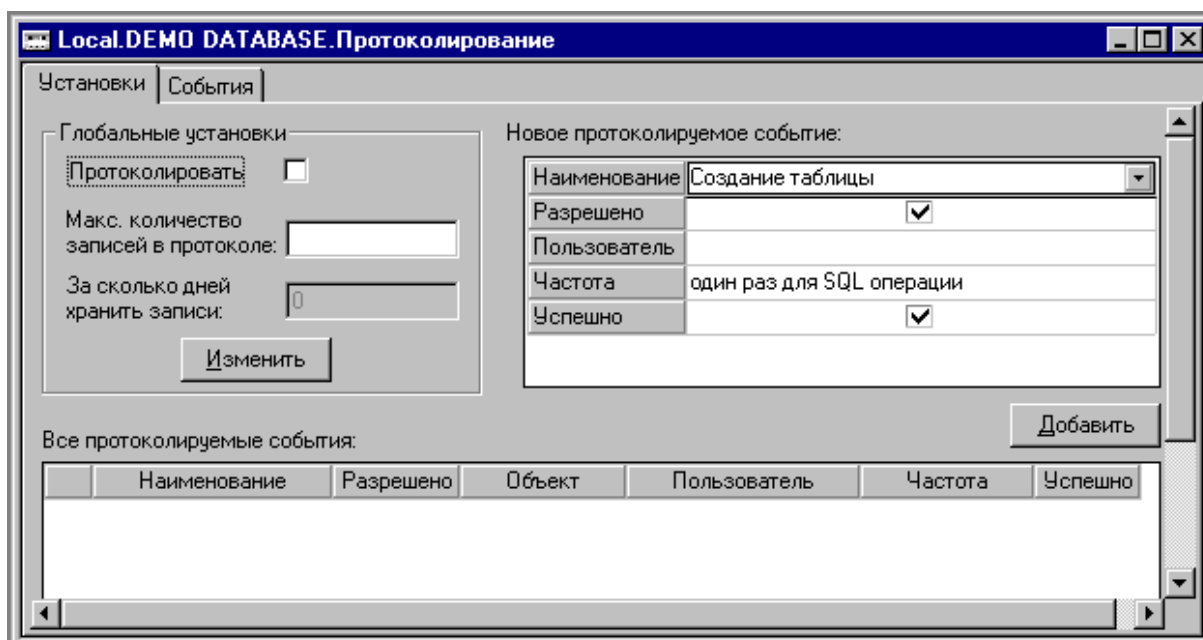 Local.DEMO DATABASE.Протоколирование
Установки
События
Глобальные установки
Протоколировать
Макс. количество
записей в протоколе:
За сколько дней
хранить записи:
0
Изменить
Новое протоколируемое событие:
Наименование Создание таблицы
Разрешено
Пользователь
Частота один раз для SQL операции
Успешно
Добавить
Все протоколируемые события:
Наименование Разрешено Объект Пользователь Частота Успешно